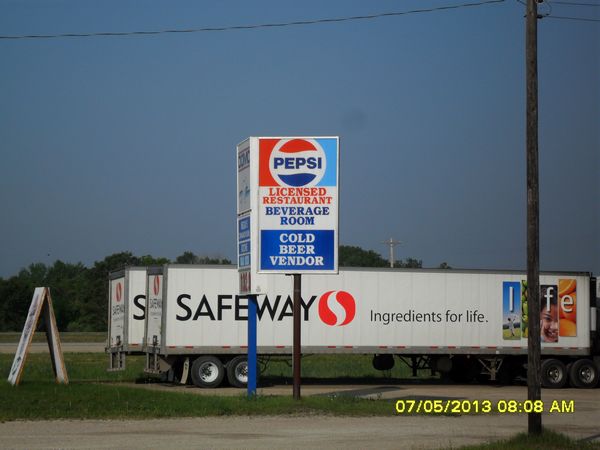 PEPSI
LICENSED
RESTAURANT
BEVERAGE
ROOM
COLD
BEER
VENDOR
S
SAFEWAY
Ingredients for life.
life
07/05/2013 08:08 AM